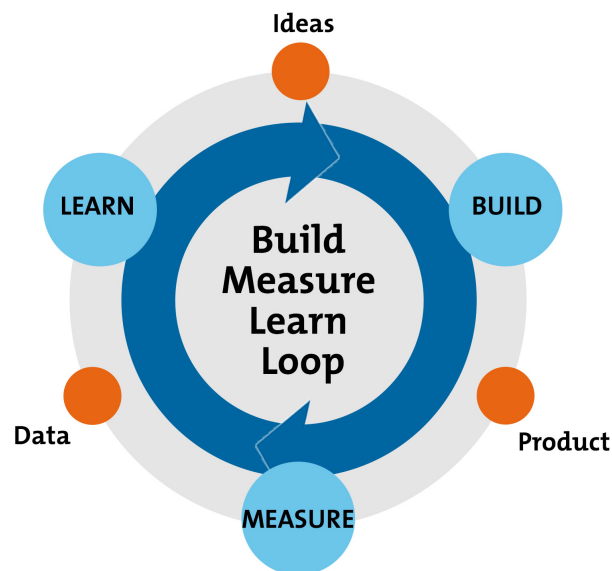 Ideas
LEARN
BUILD
Build
Measure
Learn
Loop
Data
Product
MEASURE